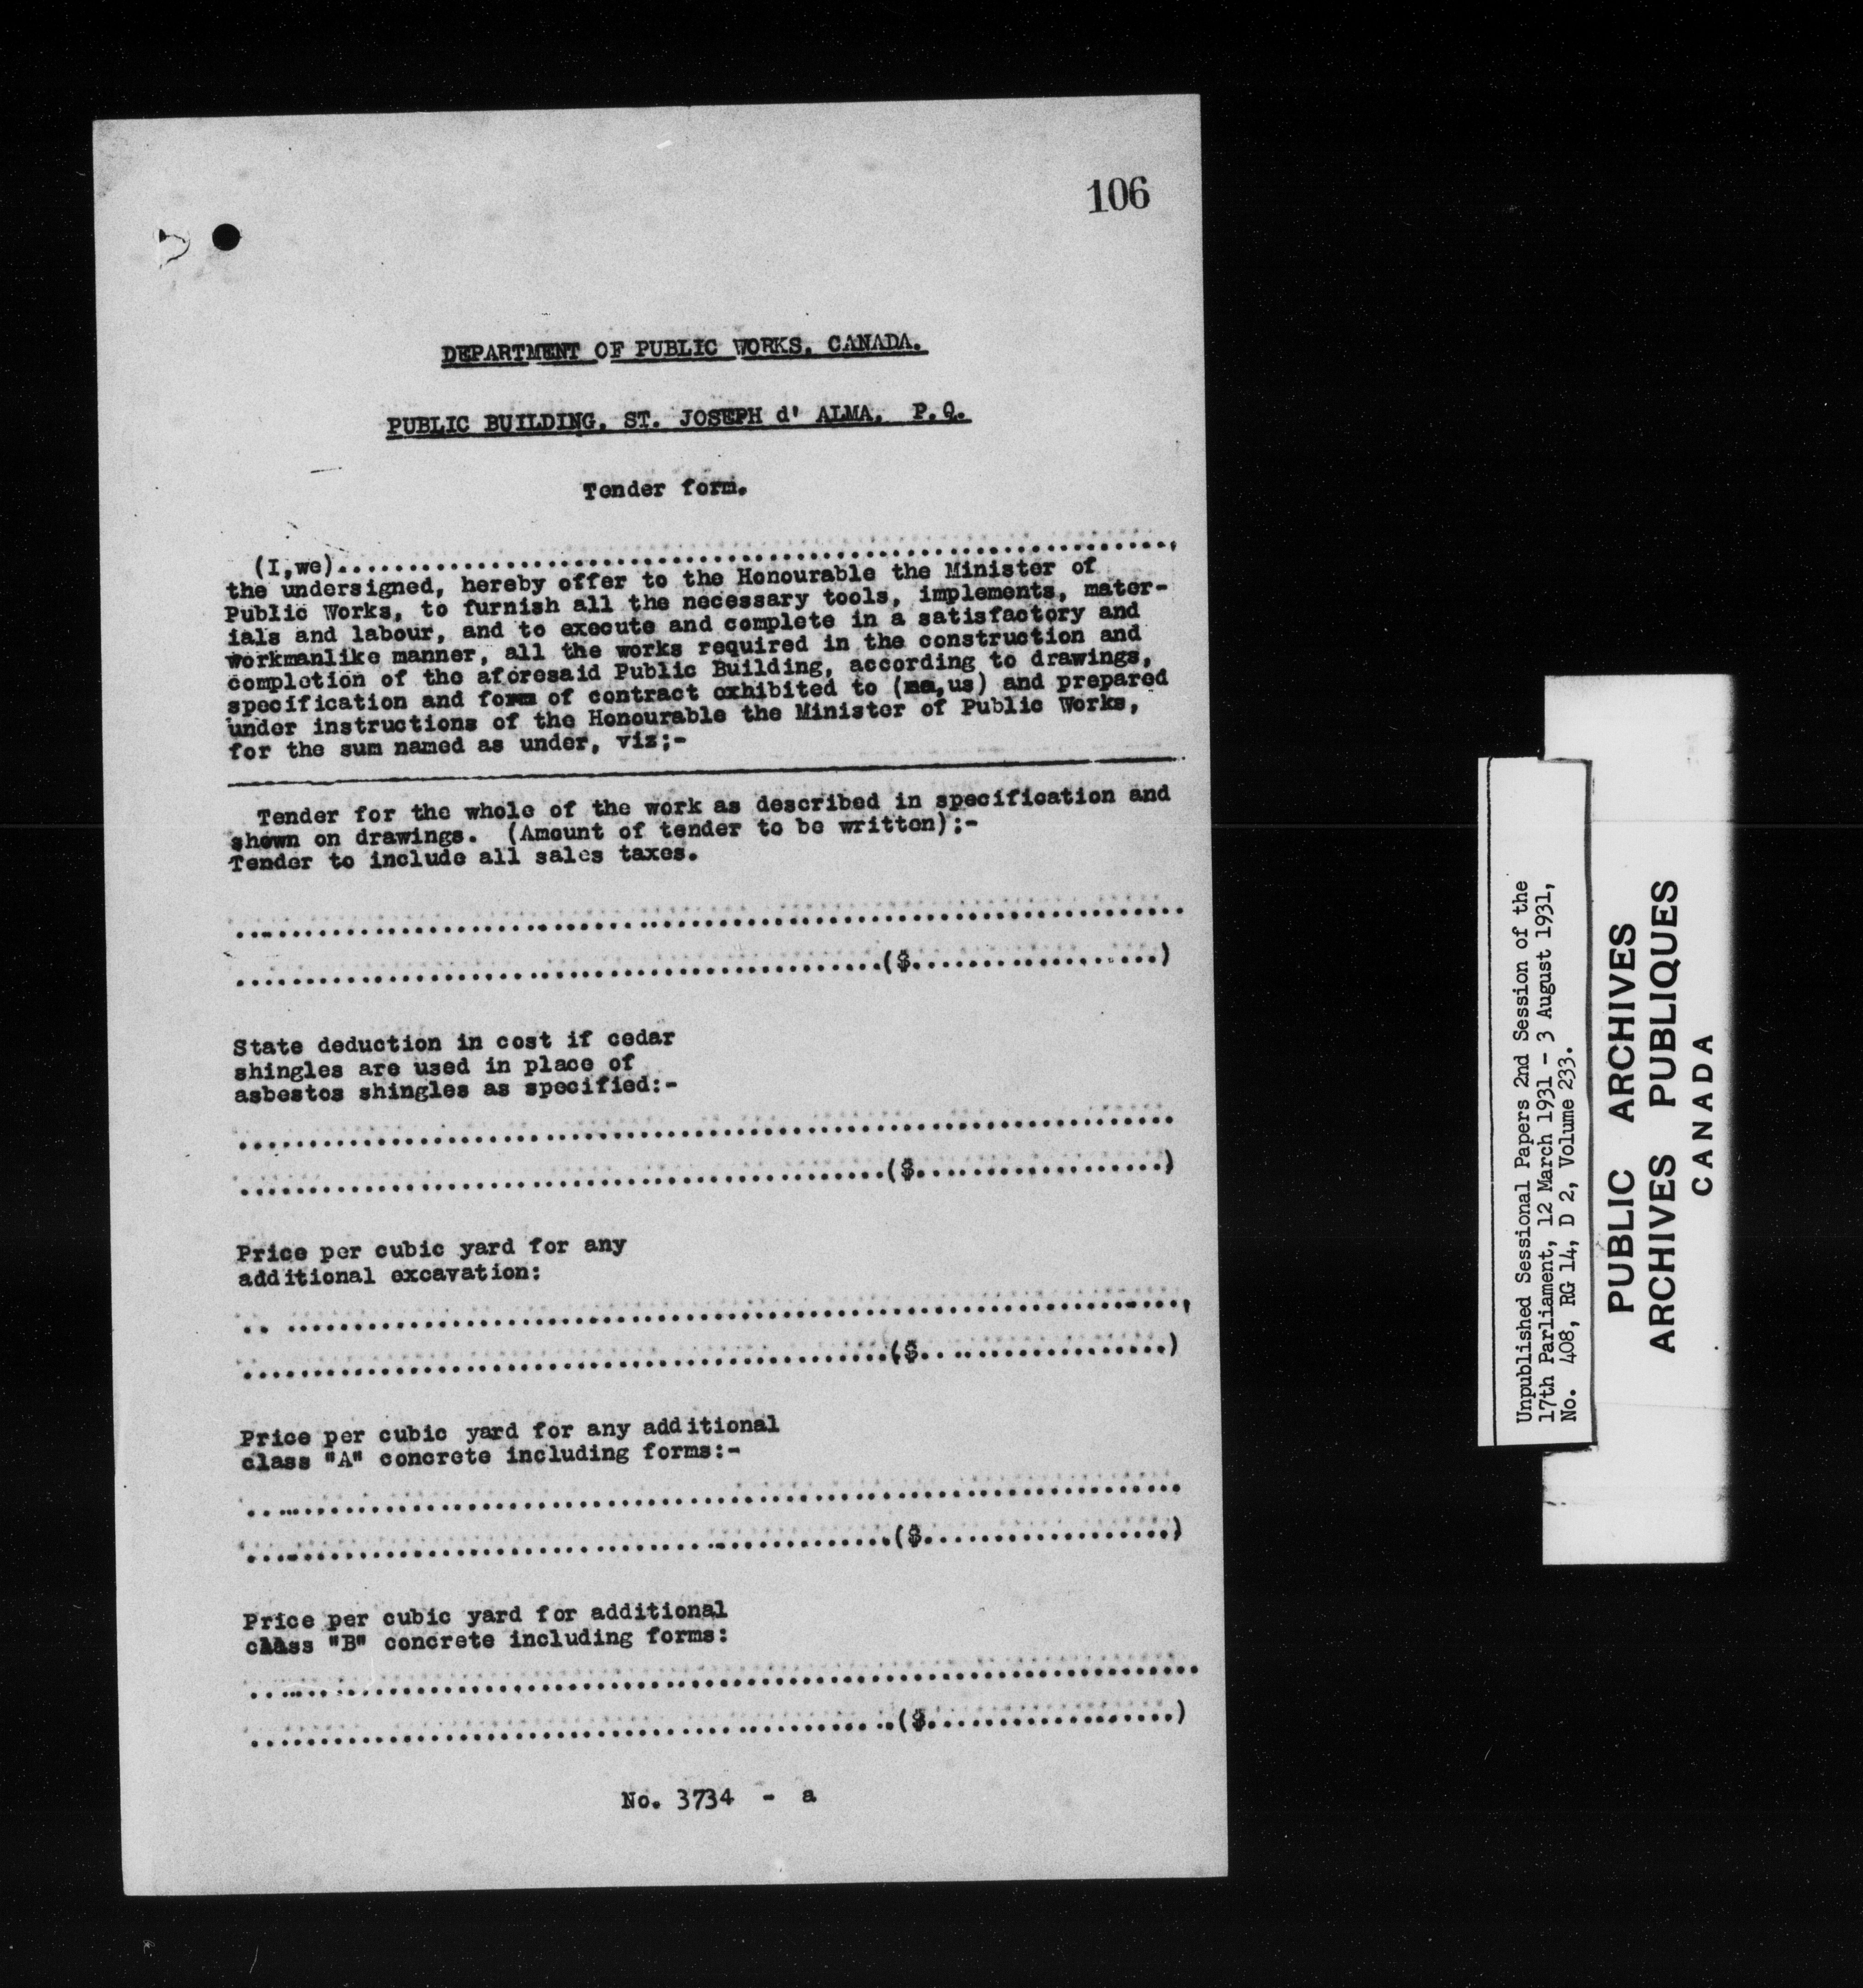 106
DEPARTMENT OF PUBLIC WORKS, CANADA.
PUBLIC BUILDING, ST. JOSEPH d' ALMA, P.Q.
Tender form.
(I,we)..............................................................,
the undersigned, hereby offer to the Honourable the Minister of
Public Works, to furnish all the necessary tools, implements, mater-
ials and labour, and to execute and complete in a satisfactory and
workmanlike manner, all the works required in the construction and
completion of the aforesaid Public Building, according to drawings,
specification and form of contract exhibited to (me,us) and prepared
under instructions of the Honourable the Minister of Public Works,
for the sum named as under, viz;-
Tender for the whole of the work as described in specification and
shown on drawings. (Amount of tender to be written);-
Tender to include all sales taxes.
....................................................................
..............................................($..................)
State deduction in cost if cedar
shingles are used in place of
asbestos shingles as specified:-
....................................................................
..............................................($..................)
Price per cubic yard for any
additional excavation:
.. ................................................................,
..............................................($..................)
Price per cubic yard for any additional
class "A" concrete including forms:-
....................................................................
..............................................($..................)
Price per cubic yard for additional
class "B" concrete including forms:
....................................................................
..............................................($..................)
No. 3734 - a
Unpublished Sessional Papers 2nd Session of the
17th Parliament, 12 March 1931 - 3 August 1931,
No. 408, RG 14, D 2, Volume 233.
PUBLIC ARCHIVES
ARCHIVES PUBLIQUES
CANADA